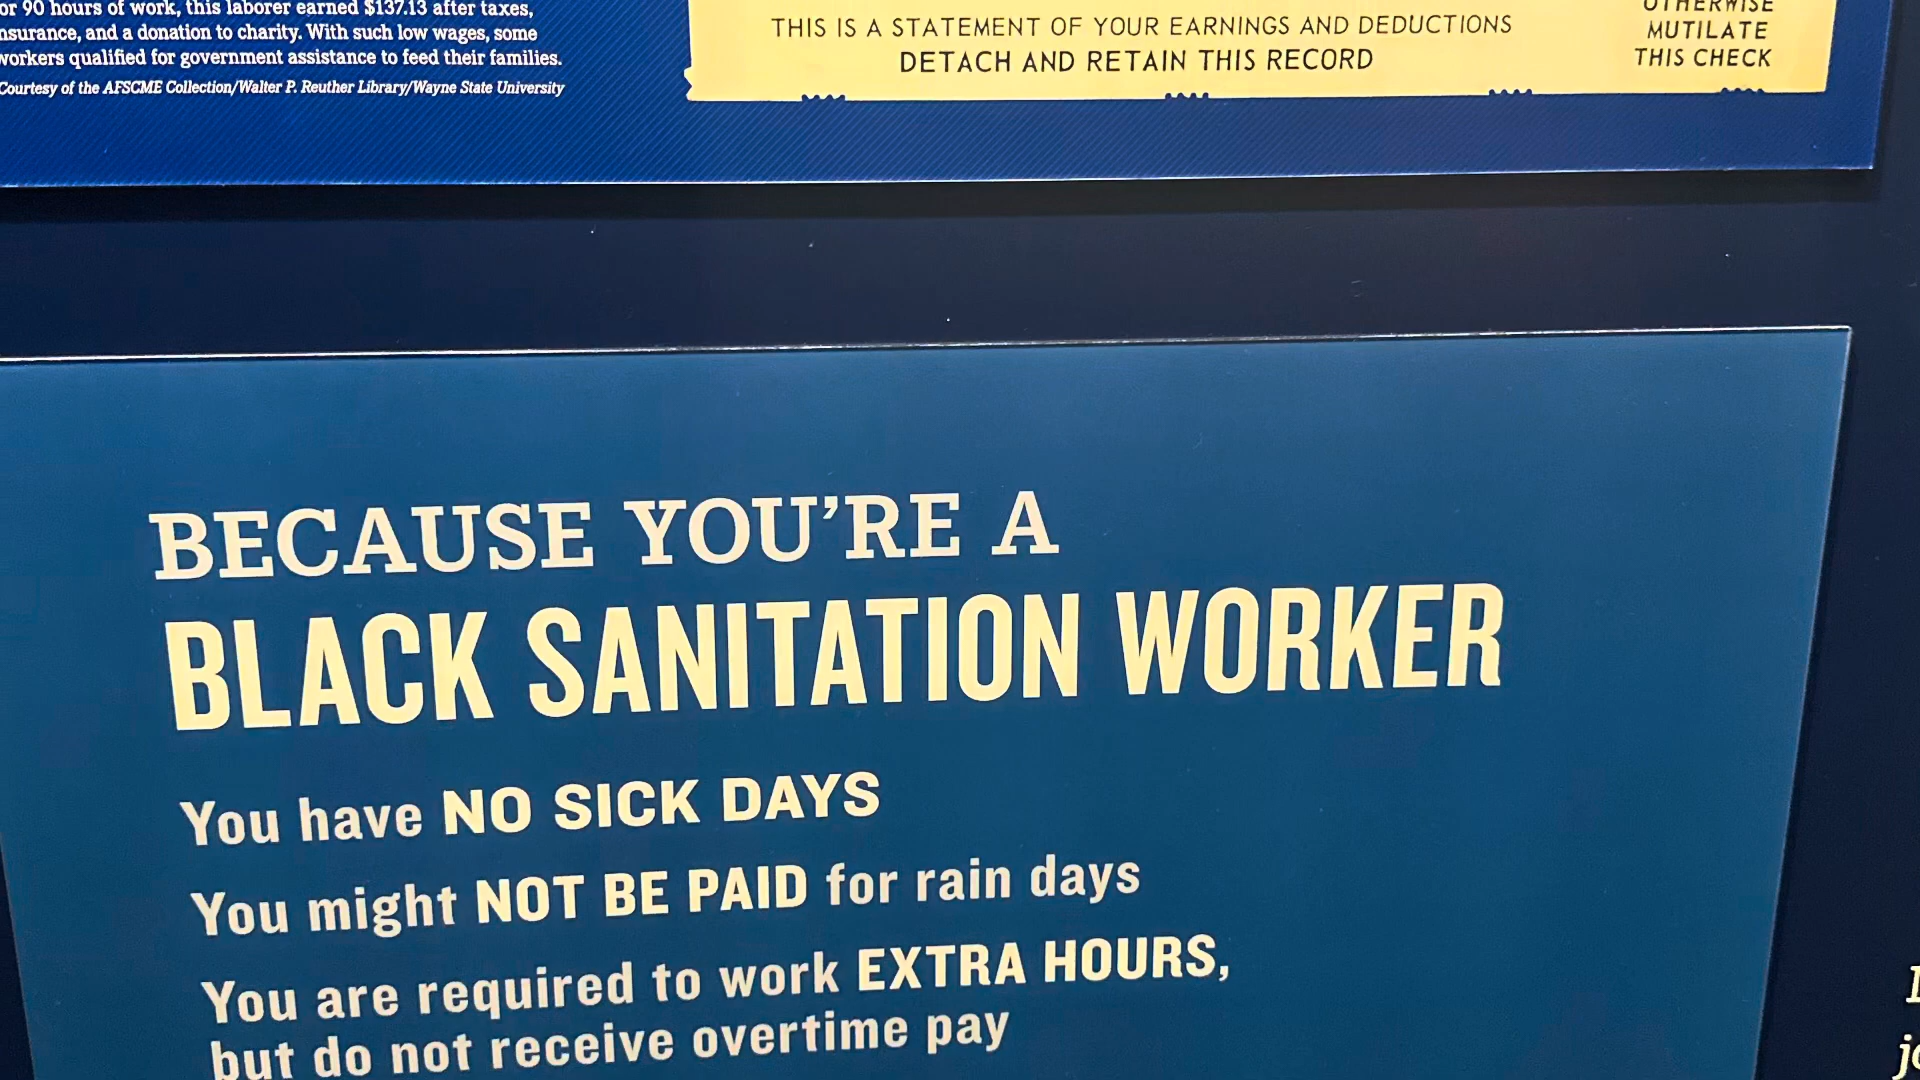 or 90 hours of work, this laborer earned $137.13 after taxes,
nsurance, and a donation to charity. With such low wages, some
workers qualified for government assistance to feed their families.
Courtesy of the AFSCME Collection/Walter P. Reuther Library/Wayne State University
THIS IS A STATEMENT OF YOUR EARNINGS AND DEDUCTIONS
DETACH AND RETAIN THIS RECORD
OTHERWISE
MUTILATE
THIS CHECK
BECAUSE YOU'RE A
BLACK SANITATION WORKER
You have NO SICK DAYS
You might NOT BE PAID for rain days
You are required to work EXTRA HOURS,
but do not receive overtime pay